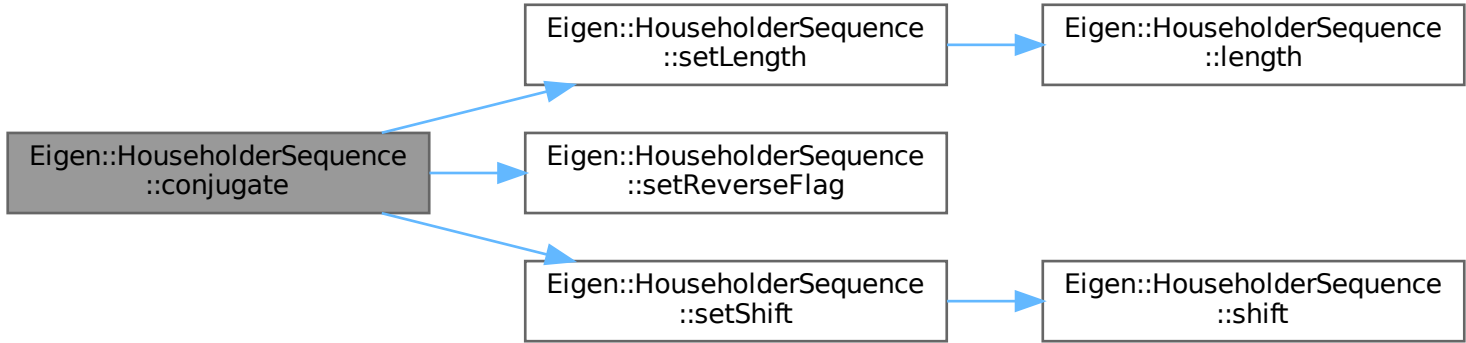 Eigen::HouseholderSequence
::setLength
Eigen::HouseholderSequence
::length
Eigen::HouseholderSequence
::conjugate
Eigen::HouseholderSequence
::setReverseFlag
Eigen::HouseholderSequence
::setShift
Eigen::HouseholderSequence
::shift